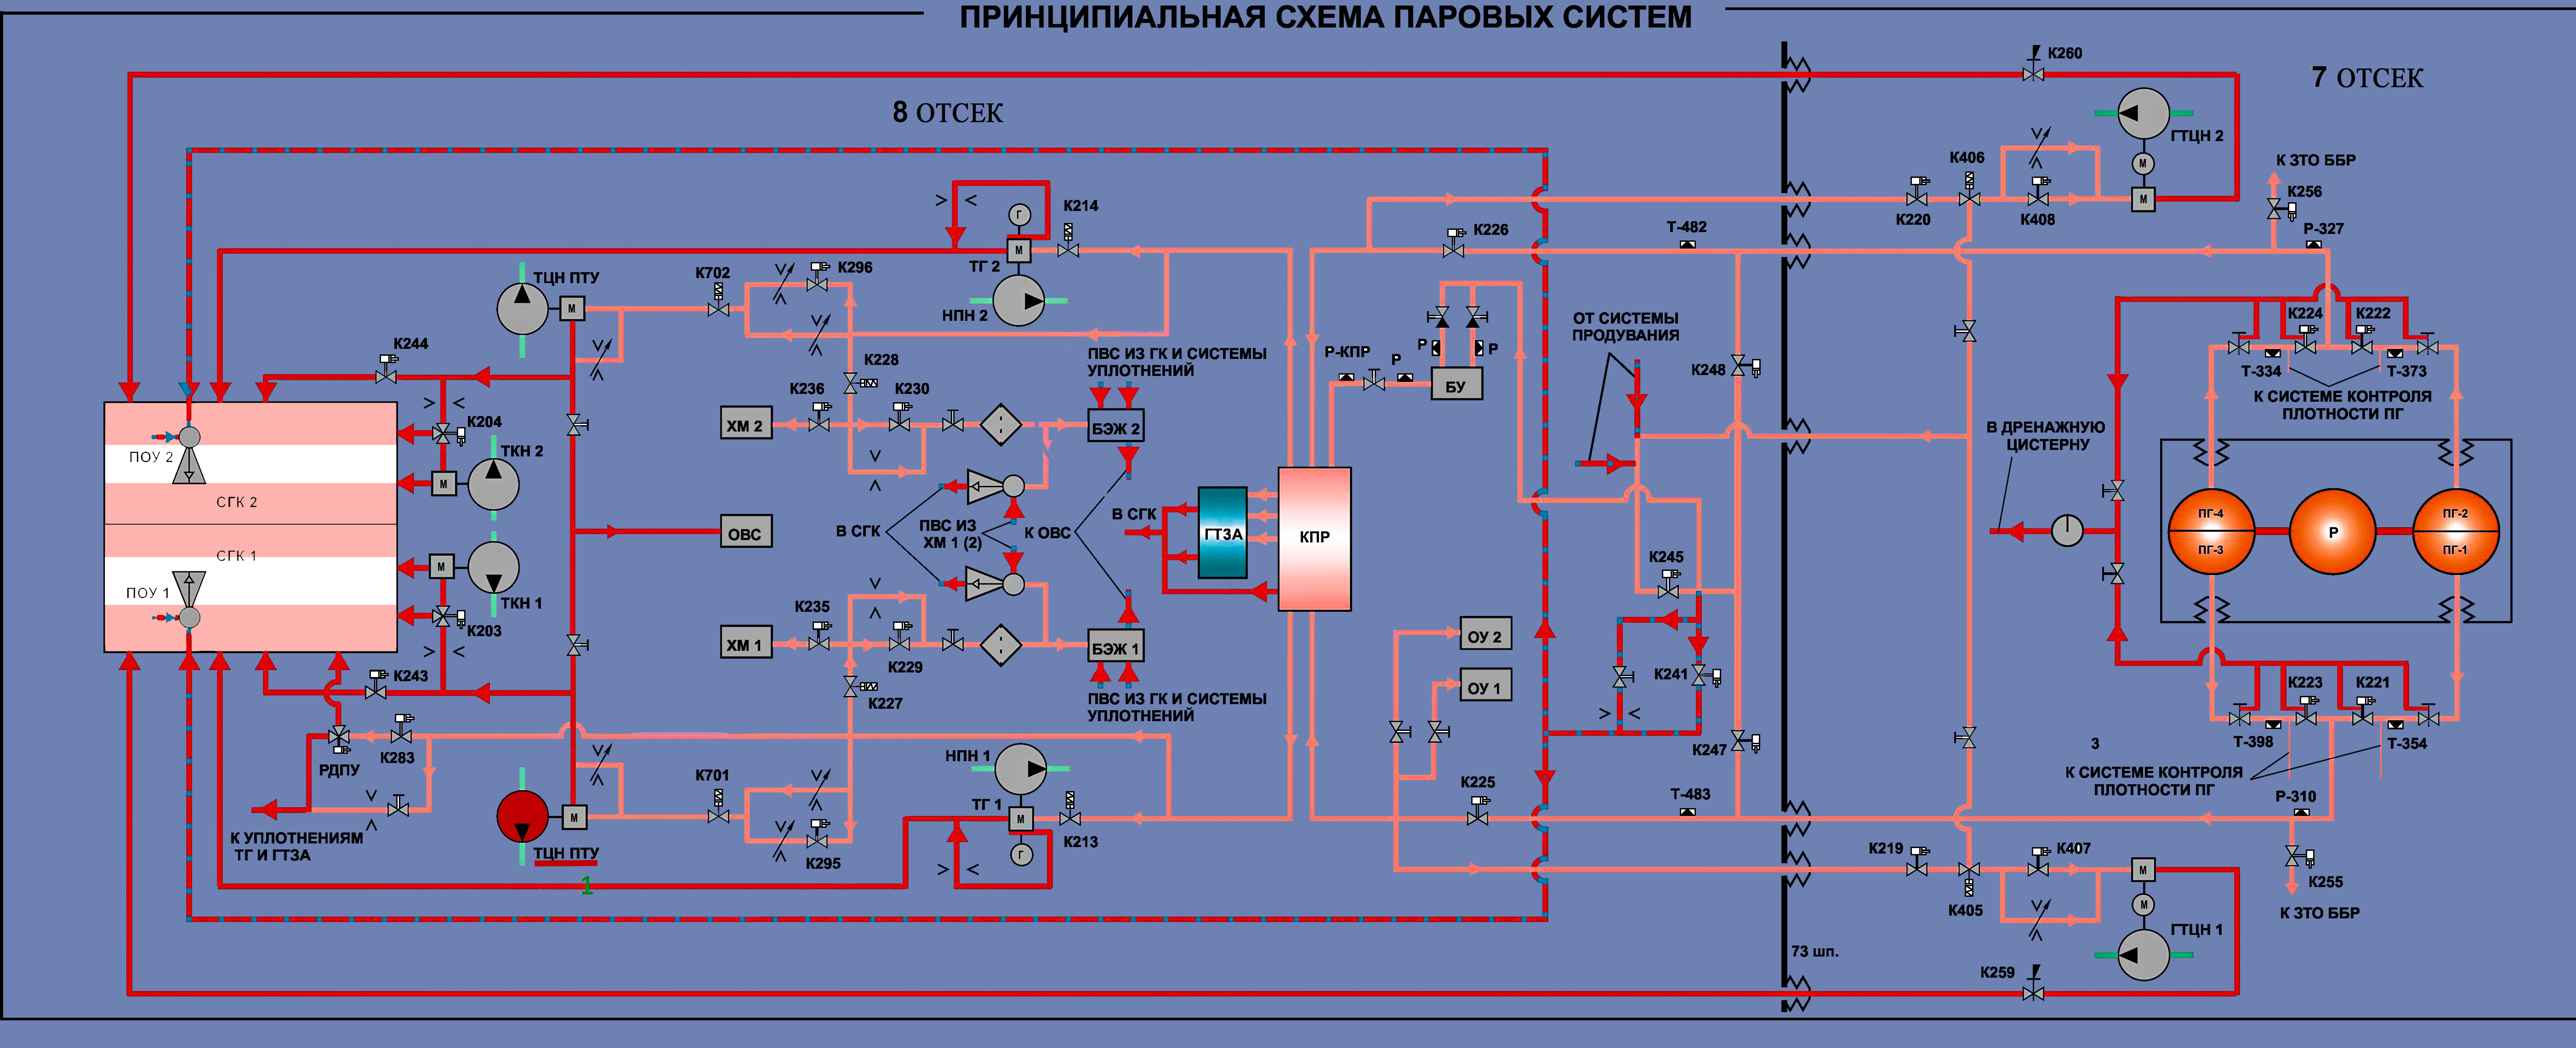 ПРИНЦИПИАЛЬНАЯ СХЕМА ПАРОВЫХ СИСТЕМ
К260
7 ОТСЕК
8 ОТСЕК
ГТЦН 2
М
М
К ЗТО ББР
К256
К406
К220
К408
Р-327
Т-482
К226
К214
Г
М
ТГ 2
НПН 2
ТЦН ПТУ
М
К702
К296
К244
К228
К236
К230
ХМ 2
ПВС ИЗ ГК И СИСТЕМЫ
УПЛОТНЕНИЙ
БЭЖ 2
Р-КПР
Р
Р
Р
БУ
ОТ СИСТЕМЫ
ПРОДУВАНИЯ
К248
К224
К222
Т-334
Т-373
К СИСТЕМЕ КОНТРОЛЯ
ПЛОТНОСТИ ПГ
В ДРЕНАЖНУЮ
ЦИСТЕРНУ
К204
ТКН 2
М
ПОУ 2
СГК 2
СГК 1
ПОУ 1
М
ТКН 1
К203
ОВС
В СГК
ПВС ИЗ
ХМ 1 (2)
К ОВС
В СГК
ГТЗА
КПР
ПГ-4
ПГ-3
Р
ПГ-2
ПГ-1
К245
К235
К229
ХМ 1
БЭЖ 1
ПВС ИЗ ГК И СИСТЕМЫ
УПЛОТНЕНИЙ
К227
ОУ 2
ОУ 1
К241
К247
К243
РДПУ
К283
К УПЛОТНЕНИЯМ
ТГ И ГТЗА
М
ТЦН ПТУ
1
К701
К295
НПН 1
ТГ 1
М
Г
К213
К225
Т-483
К223
К221
Т-398
Т-354
3
К СИСТЕМЕ КОНТРОЛЯ
ПЛОТНОСТИ ПГ
Р-310
К219
К407
К405
М
М
ГТЦН 1
К255
К ЗТО ББР
73 шп.
К259